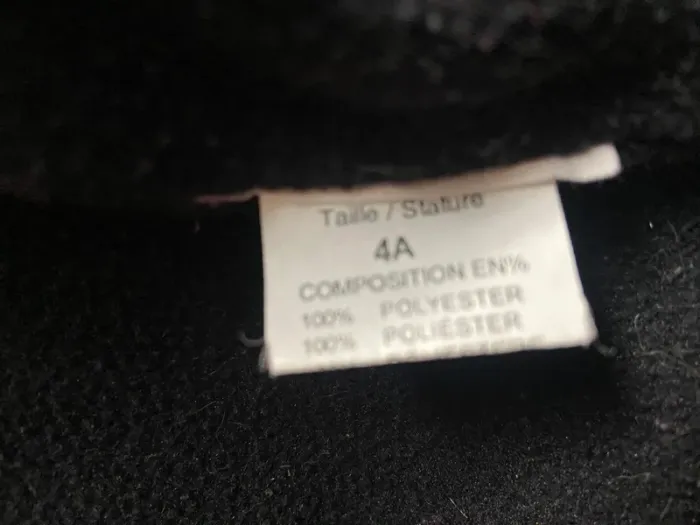 Taille / Stature
4A
COMPOSITION EN%
100% POLYESTER
100% POLIESTER